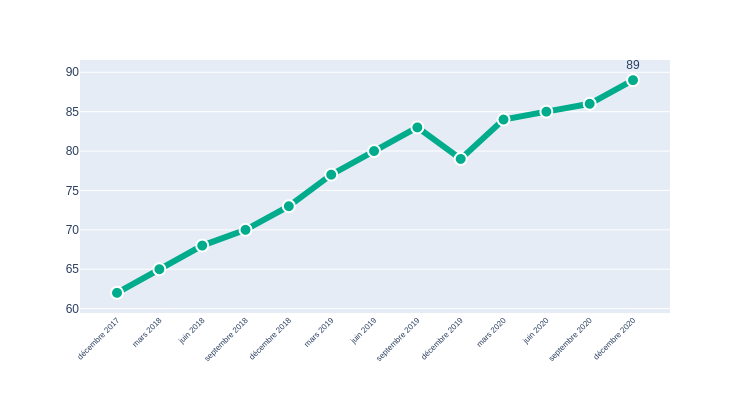 89
90
85
80
75
70
65
60
décembre 2017
mars 2018
juin 2018
septembre 2018
décembre 2018
mars 2019
juin 2019
septembre 2019
décembre 2019
mars 2020
juin 2020
septembre 2020
décembre 2020